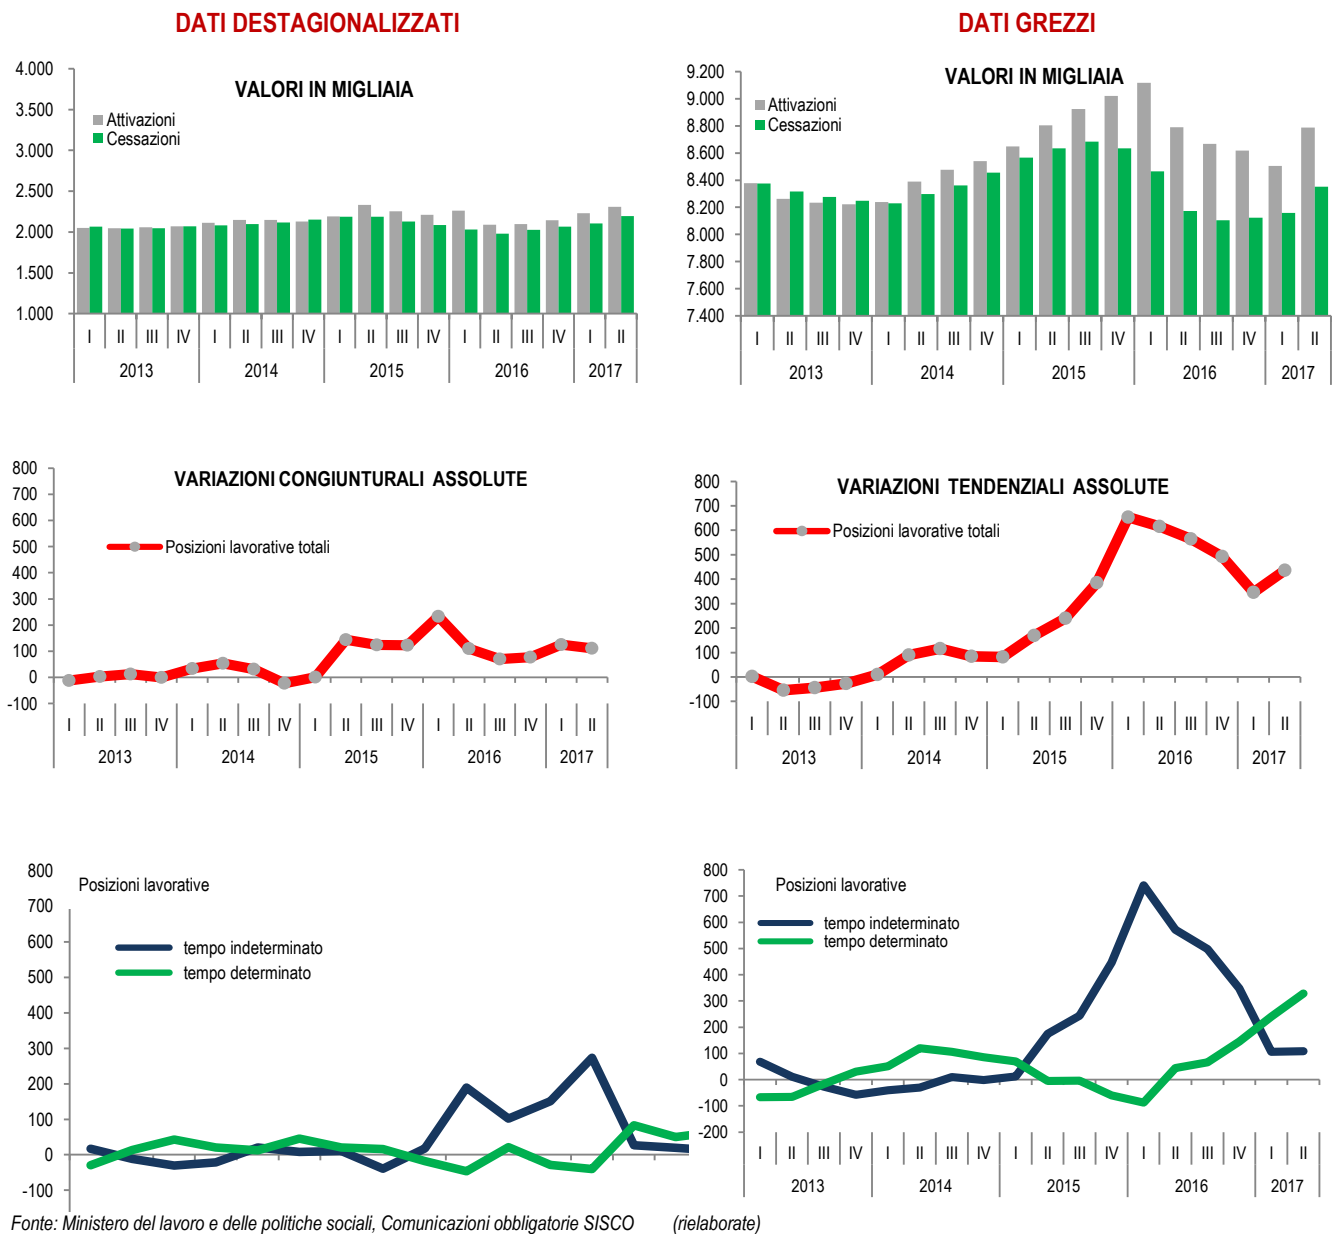 DATI DESTAGIONALIZZATI
VALORI IN MIGLIAIA
Attivazioni
Cessazioni
4.000
3.500
3.000
2.500
2.000
1.500
1.000
I II III IV I II III IV I II III IV I II III IV I II
2013 2014 2015 2016 2017
DATI GREZZI
VALORI IN MIGLIAIA
Attivazioni
Cessazioni
9.200
9.000
8.800
8.600
8.400
8.200
8.000
7.800
7.600
7.400
I II III IV I II III IV I II III IV I II III IV I II
2013 2014 2015 2016 2017
VARIAZIONI CONGIUNTURALI ASSOLUTE
Posizioni lavorative totali
800
700
600
500
400
300
200
100
0
-100
I II III IV I II III IV I II III IV I II III IV I II
2013 2014 2015 2016 2017
VARIAZIONI TENDENZIALI ASSOLUTE
Posizioni lavorative totali
800
700
600
500
400
300
200
100
0
-100
I II III IV I II III IV I II III IV I II III IV I II
2013 2014 2015 2016 2017
Posizioni lavorative
tempo indeterminato
tempo determinato
800
700
600
500
400
300
200
100
0
-100
Posizioni lavorative
tempo indeterminato
tempo determinato
800
700
600
500
400
300
200
100
0
-100
-200
I II III IV I II III IV I II III IV I II III IV I II
2013 2014 2015 2016 2017
Fonte: Ministero del lavoro e delle politiche sociali, Comunicazioni obbligatorie SISCO (rielaborate)